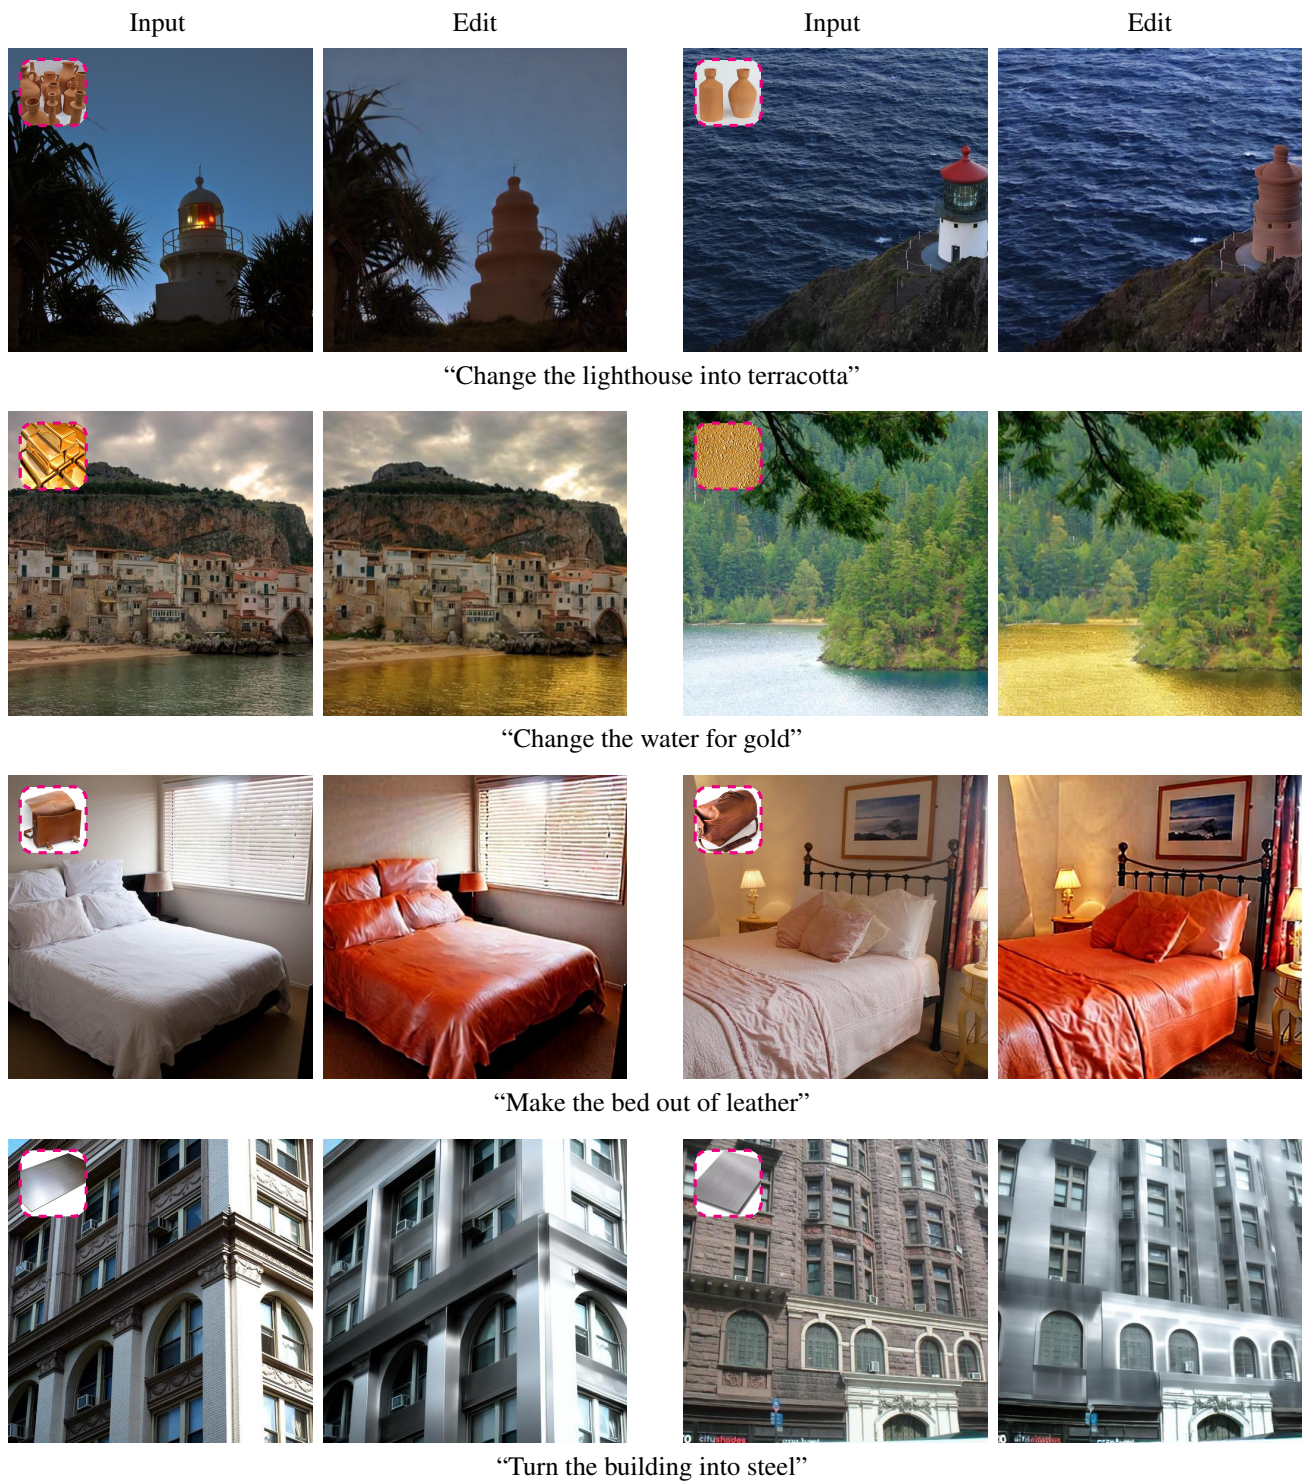 Input Edit Input Edit
“Change the lighthouse into terracotta”
“Change the water for gold”
“Make the bed out of leather”
cityshades
“Turn the building into steel”